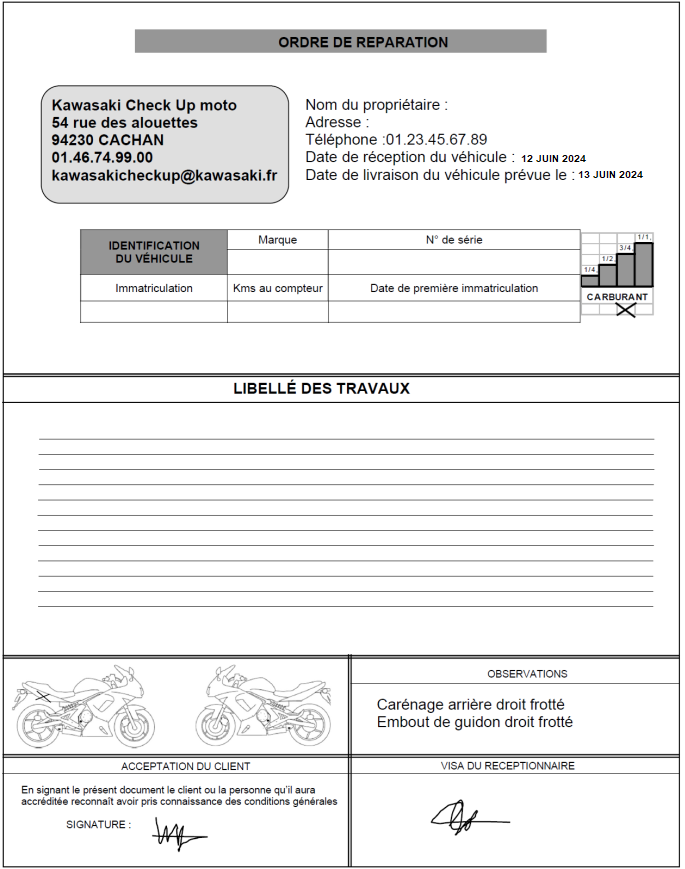 ORDRE DE REPARATION
Kawasaki Check Up moto
54 rue des alouettes
94230 CACHAN
01.46.74.99.00
kawasakicheckup@kawasaki.fr
Nom du propriétaire :
Adresse :
Téléphone :01.23.45.67.89
Date de réception du véhicule : 12 JUIN 2024
Date de livraison du véhicule prévue le : 13 JUIN 2024
IDENTIFICATION
DU VÉHICULE
Marque
N° de série
Immatriculation
Kms au compteur
Date de première immatriculation
1/4
1/2
3/4
1/1
CARBURANT
LIBELLÉ DES TRAVAUX
OBSERVATIONS
Carénage arrière droit frotté
Embout de guidon droit frotté
ACCEPTATION DU CLIENT
En signant le présent document le client ou la personne qu'il aura
accréditée reconnaît avoir pris connaissance des conditions générales
SIGNATURE :
VISA DU RECEPTIONNAIRE